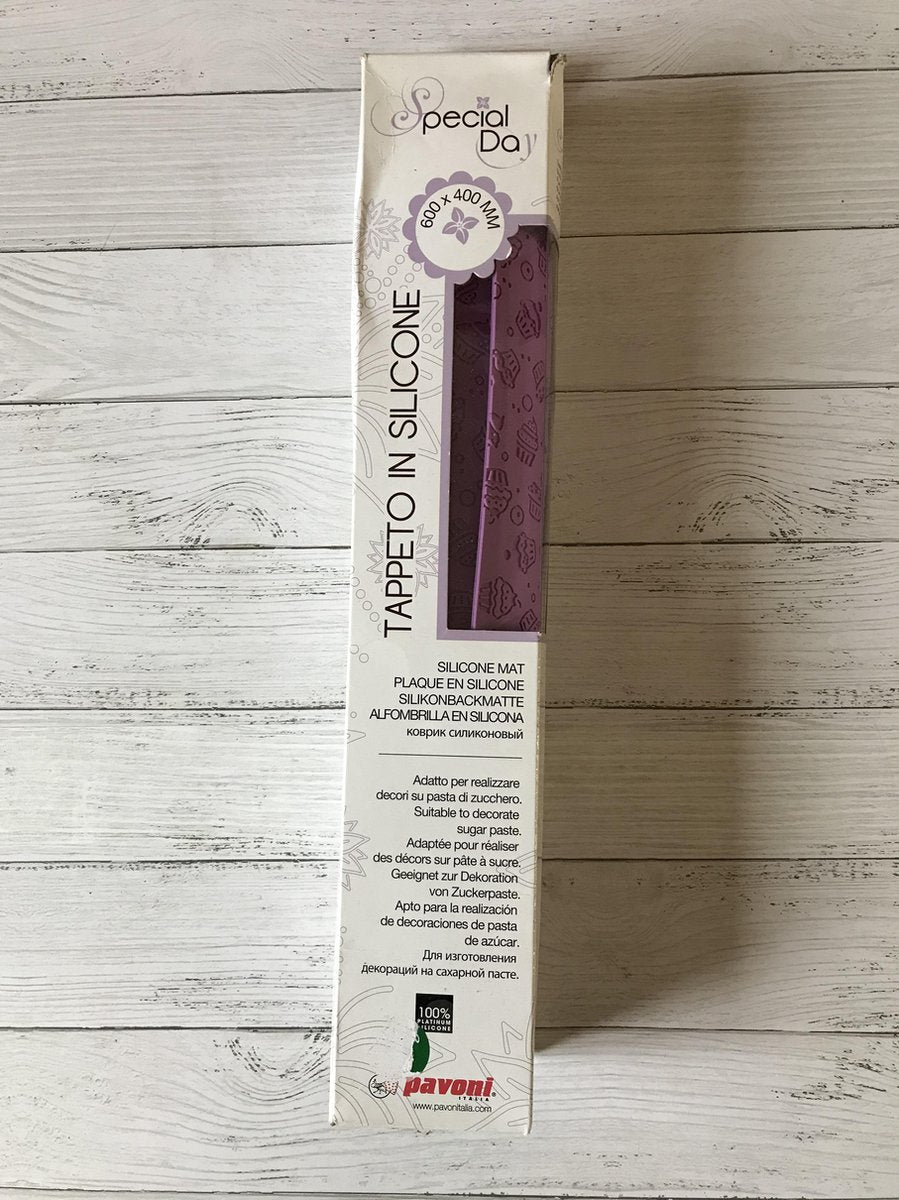 Special
Day
600 x 400 MM
TAPPETO IN SILICONE
SILICONE MAT
PLAQUE EN SILICONE
SILIKONBACKMATTE
ALFOMBRILLA EN SILICONA
коврик силиконовый
Adatto per realizzare
decori su pasta di zucchero.
Suitable to decorate
sugar paste.
Adaptée pour réaliser
des décors sur pâte à sucre.
Geeignet zur Dekoration
von Zuckerpaste.
Apto para la realización
de decoraciones de pasta
de azúcar.
Для изготовления
декораций на сахарной пасте.
100%
PLATINUM
SILICONE
pavoni®
ITALIA
www.pavonitalia.com